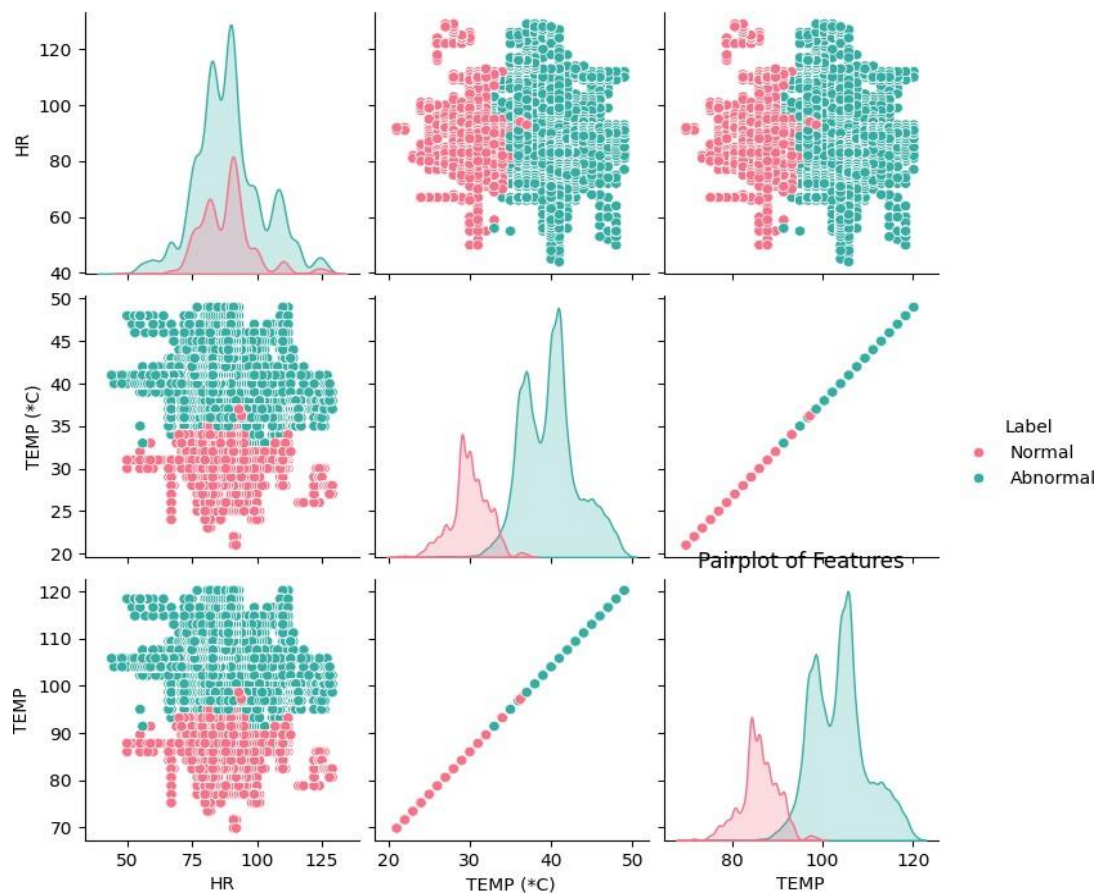 HR
120
100
80
60
40
TEMP (*C)
50
45
40
35
30
25
20
Label
Normal
Abnormal
Pairplot of Features
TEMP
120
110
100
90
80
70
50 75 100 125
20 30 40 50
80 100 120
HR
TEMP (*C)
TEMP